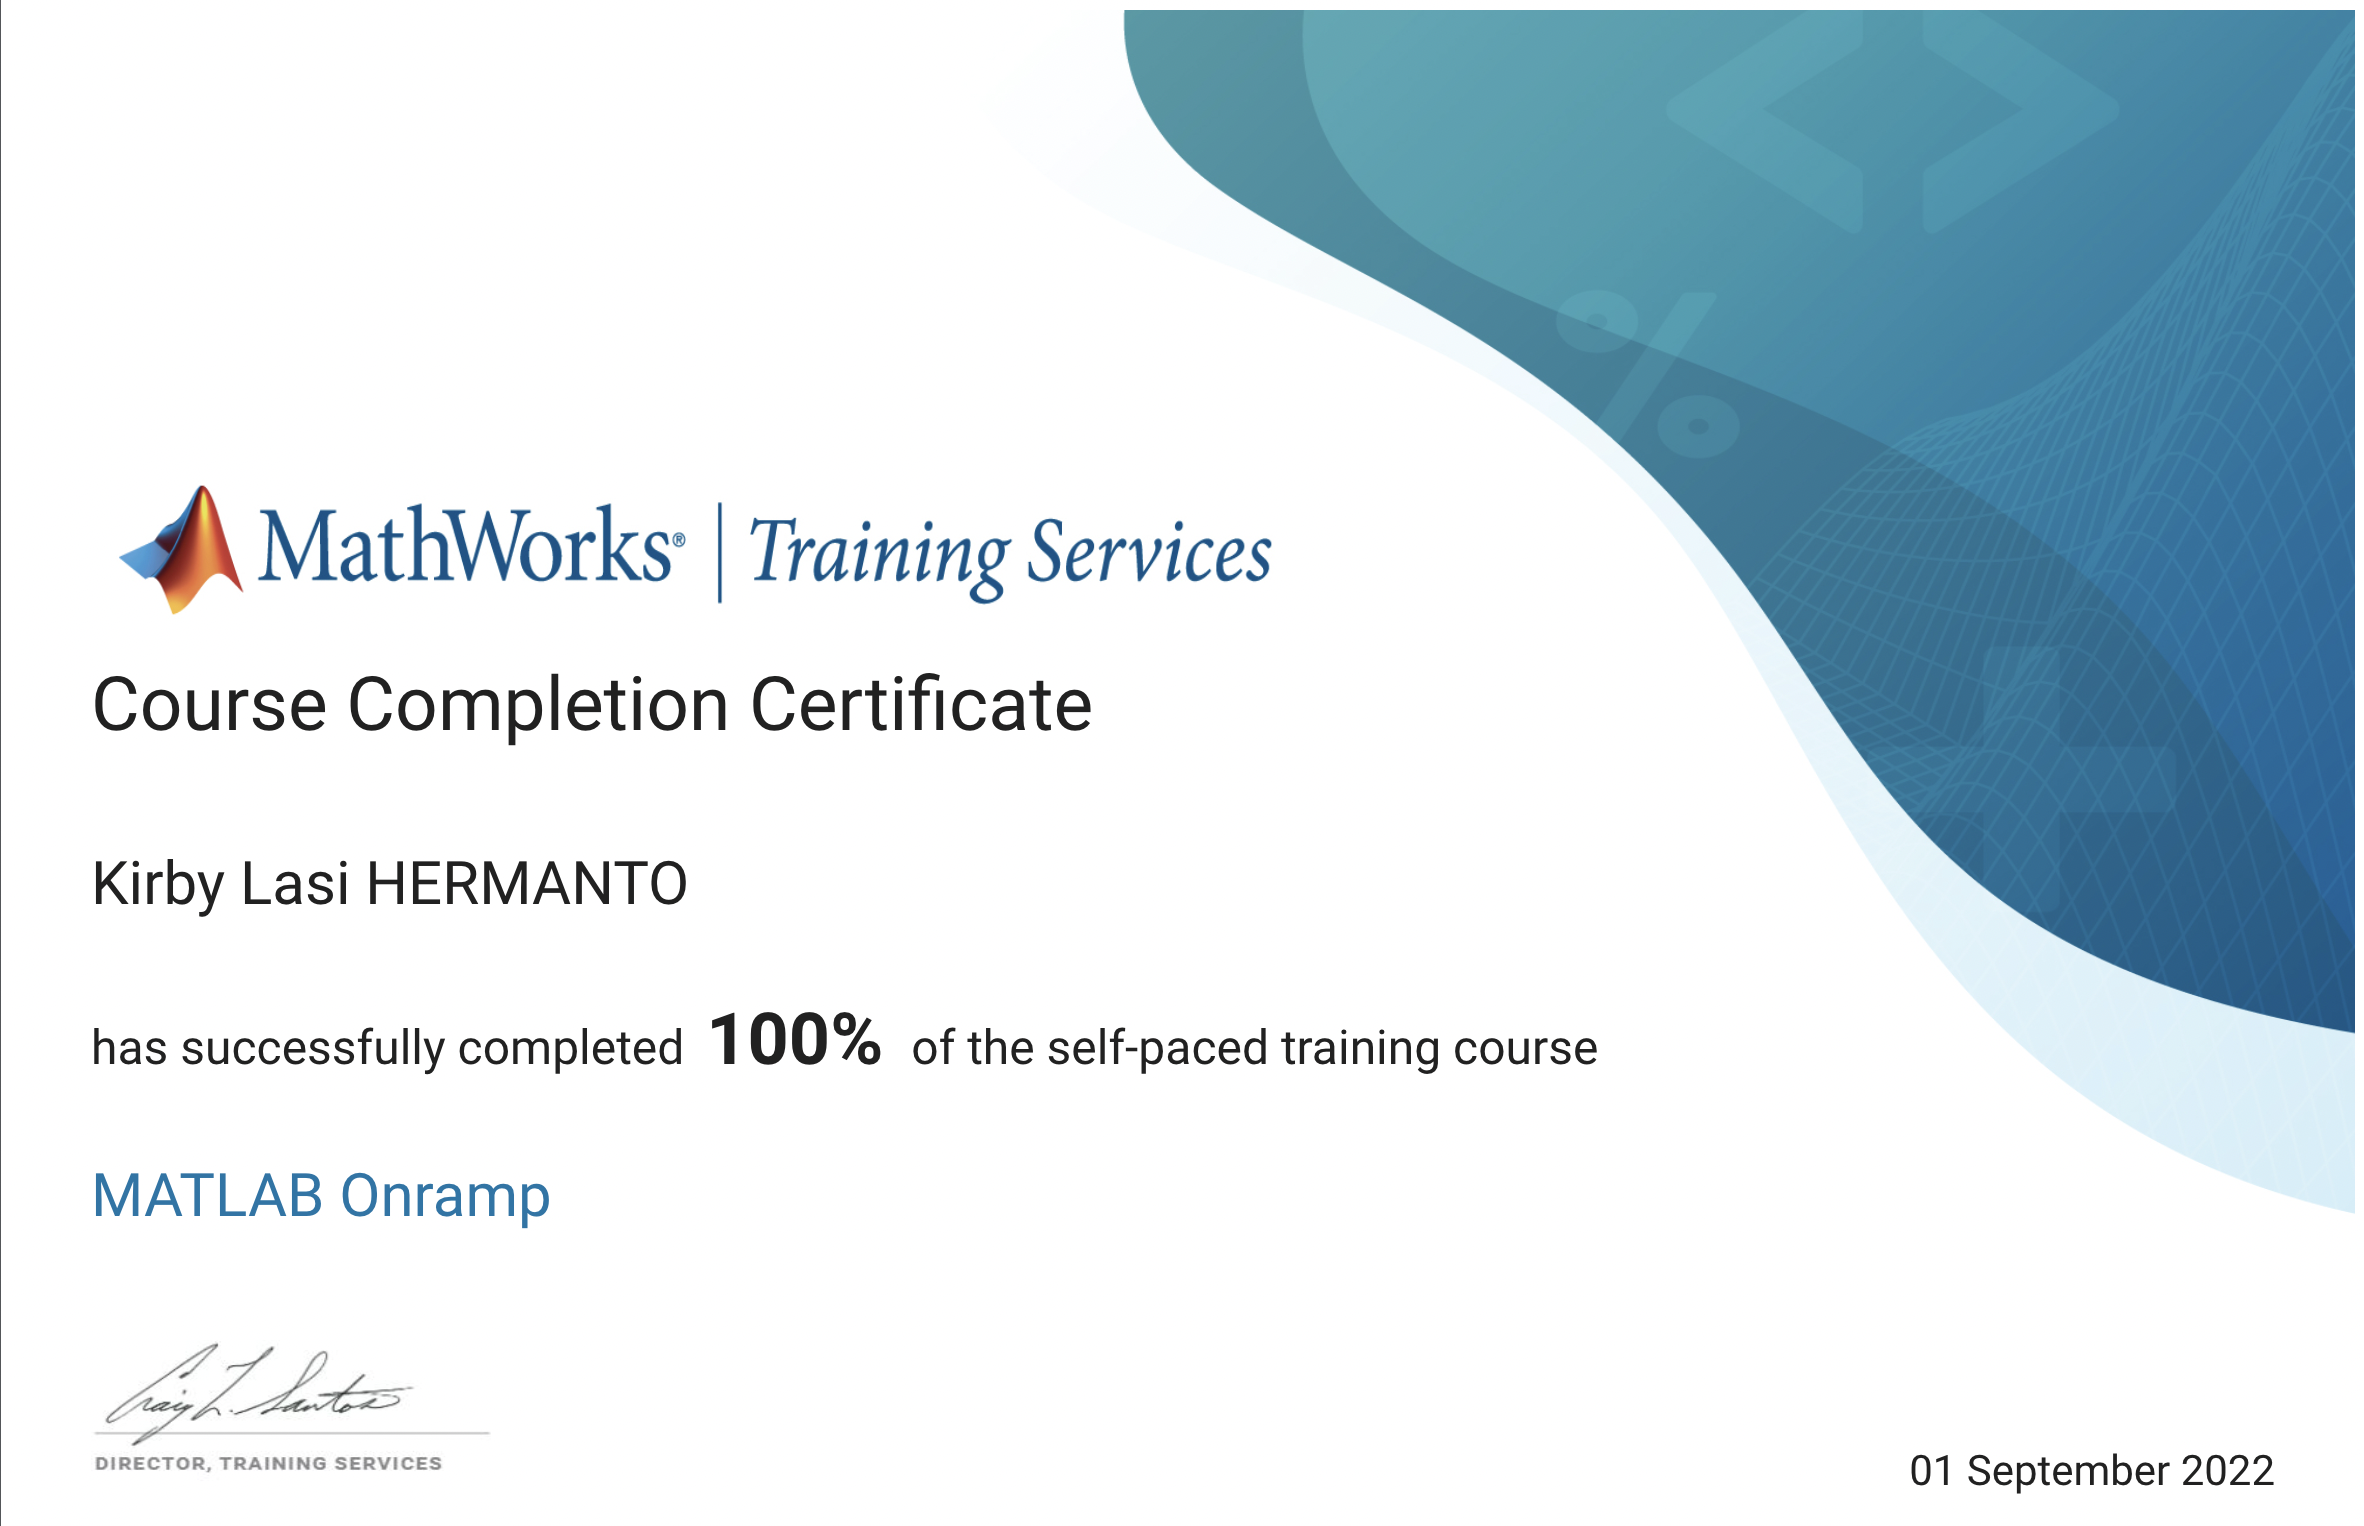 MathWorks® | Training Services
Course Completion Certificate
Kirby Lasi HERMANTO
has successfully completed 100% of the self-paced training course
MATLAB Onramp
Craig L. Santos
DIRECTOR, TRAINING SERVICES
01 September 2022